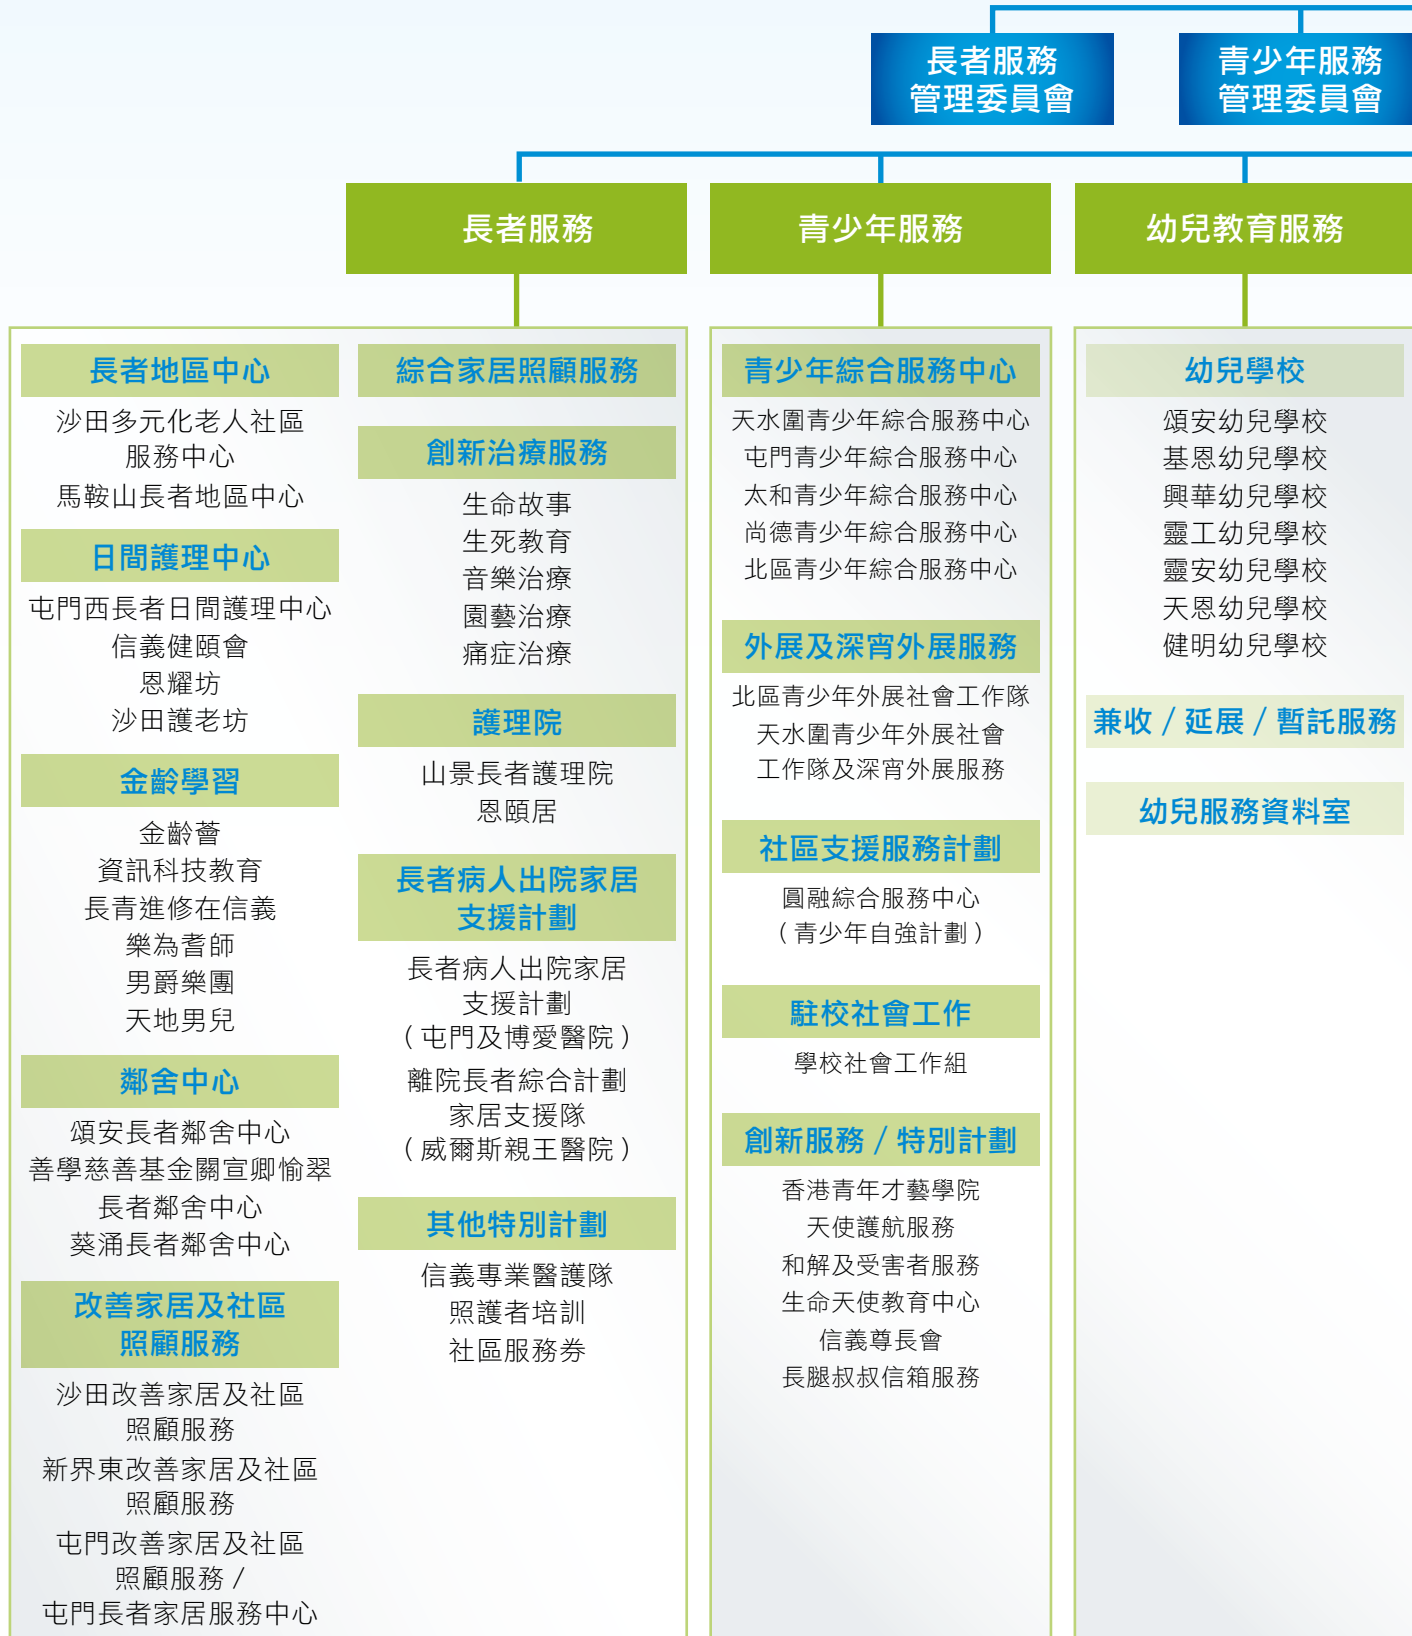 長者服務
管理委員會
青少年服務
管理委員會
長者服務
青少年服務
幼兒教育服務
長者地區中心
沙田多元化老人社區
服務中心
馬鞍山長者地區中心
日間護理中心
屯門西長者日間護理中心
信義健頤會
恩耀坊
沙田護老坊
金齡學習
金齡薈
資訊科技教育
長青進修在信義
樂為耆師
男爵樂團
天地男兒
鄰舍中心
頌安長者鄰舍中心
善學慈善基金關宣卿愉翠
長者鄰舍中心
葵涌長者鄰舍中心
改善家居及社區
照顧服務
沙田改善家居及社區
照顧服務
新界東改善家居及社區
照顧服務
屯門改善家居及社區
照顧服務 /
屯門長者家居服務中心
綜合家居照顧服務
創新治療服務
生命故事
生死教育
音樂治療
園藝治療
痛症治療
護理院
山景長者護理院
恩頤居
長者病人出院家居
支援計劃
長者病人出院家居
支援計劃
（屯門及博愛醫院）
離院長者綜合計劃
家居支援隊
（威爾斯親王醫院）
其他特別計劃
信義專業醫護隊
照護者培訓
社區服務券
青少年綜合服務中心
天水圍青少年綜合服務中心
屯門青少年綜合服務中心
太和青少年綜合服務中心
尚德青少年綜合服務中心
北區青少年綜合服務中心
外展及深宵外展服務
北區青少年外展社會工作隊
天水圍青少年外展社會
工作隊及深宵外展服務
社區支援服務計劃
圓融綜合服務中心
（青少年自強計劃）
駐校社會工作
學校社會工作組
創新服務 / 特別計劃
香港青年才藝學院
天使護航服務
和解及受害者服務
生命天使教育中心
信義尊長會
長腿叔叔信箱服務
幼兒學校
頌安幼兒學校
基恩幼兒學校
興華幼兒學校
靈工幼兒學校
靈安幼兒學校
天恩幼兒學校
健明幼兒學校
兼收 / 延展 / 暫託服務
幼兒服務資料室